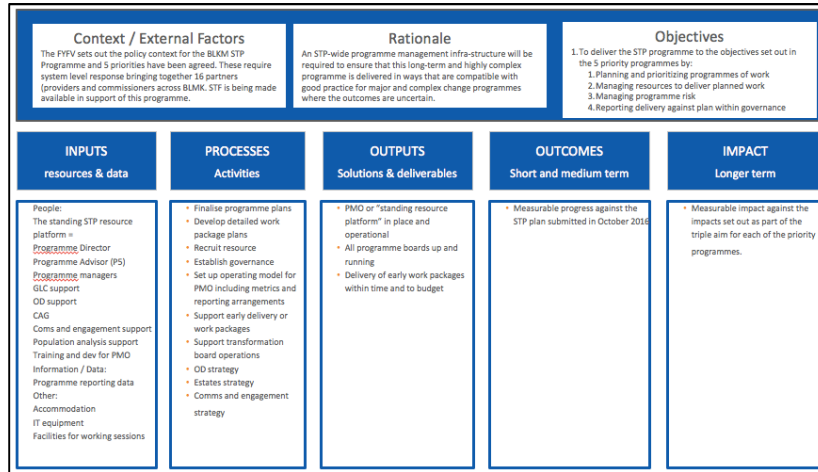 Context / External Factors
The FYFV sets out the policy context for the BLKM STP
Programme and 5 priorities have been agreed. These require
system level response bringing together 16 partners
(providers and commissioners across BLMK. STF is being made
available in support of this programme.
Rationale
An STP-wide programme management infra-structure will be
required to ensure that this long-term and highly complex
programme is delivered in ways that are compatible with
good practice for major and complex change programmes
where the outcomes are uncertain.
Objectives
1. To deliver the STP programme to the objectives set out in
the 5 priority programmes by:
1. Planning and prioritizing programmes of work
2. Managing resources to deliver planned work
3. Managing programme risk
4. Reporting delivery against plan within governance
INPUTS
resources & data
People:
The standing STP resource
platform =
Programme Director
Programme Advisor (P5)
Programme managers
GLC support
OD support
CAG
Coms and engagement support
Population analysis support
Training and dev for PMO
Information / Data:
Programme reporting data
Other:
Accommodation
IT equipment
Facilities for working sessions
PROCESSES
Activities
• Finalise programme plans
• Develop detailed work
package plans
• Recruit resource
• Establish governance
• Set up operating model for
PMO including metrics and
reporting arrangements
• Support early delivery or
work packages
• Support transformation
board operations
• OD strategy
• Estates strategy
• Comms and engagement
strategy
OUTPUTS
Solutions & deliverables
• PMO or "standing resource
platform" in place and
operational
• All programme boards up and
running
• Delivery of early work packages
within time and to budget
OUTCOMES
Short and medium term
• Measurable progress against the
STP plan submitted in October 2016
IMPACT
Longer term
• Measurable impact against the
impacts set out as part of the
triple aim for each of the priority
programmes.